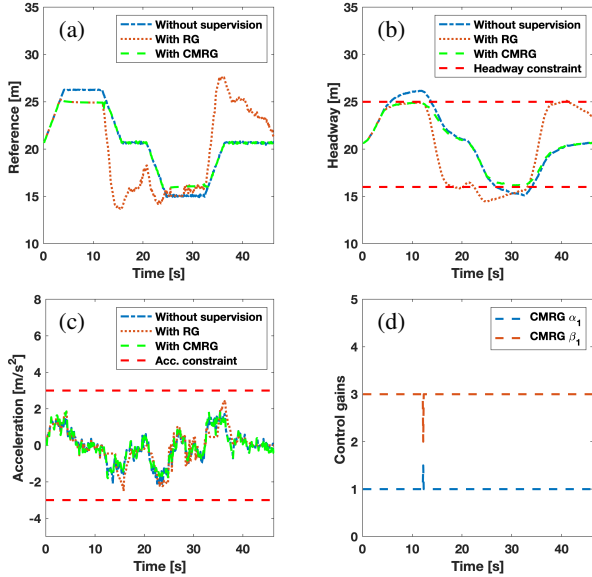 (a)
Without supervision
With RG
With CMRG
Reference [m]
35
30
25
20
15
10
0 10 20 30 40
Time [s]
(b)
Without supervision
With RG
With CMRG
Headway constraint
Headway [m]
35
30
25
20
15
10
0 10 20 30 40
Time [s]
(c)
Without supervision
With RG
With CMRG
Acc. constraint
Acceleration [m/s²]
8
6
4
2
0
-2
-4
0 10 20 30 40
Time [s]
(d)
CMRG α₁
CMRG β₁
Control gains
5
4
3
2
1
0
0 10 20 30 40
Time [s]